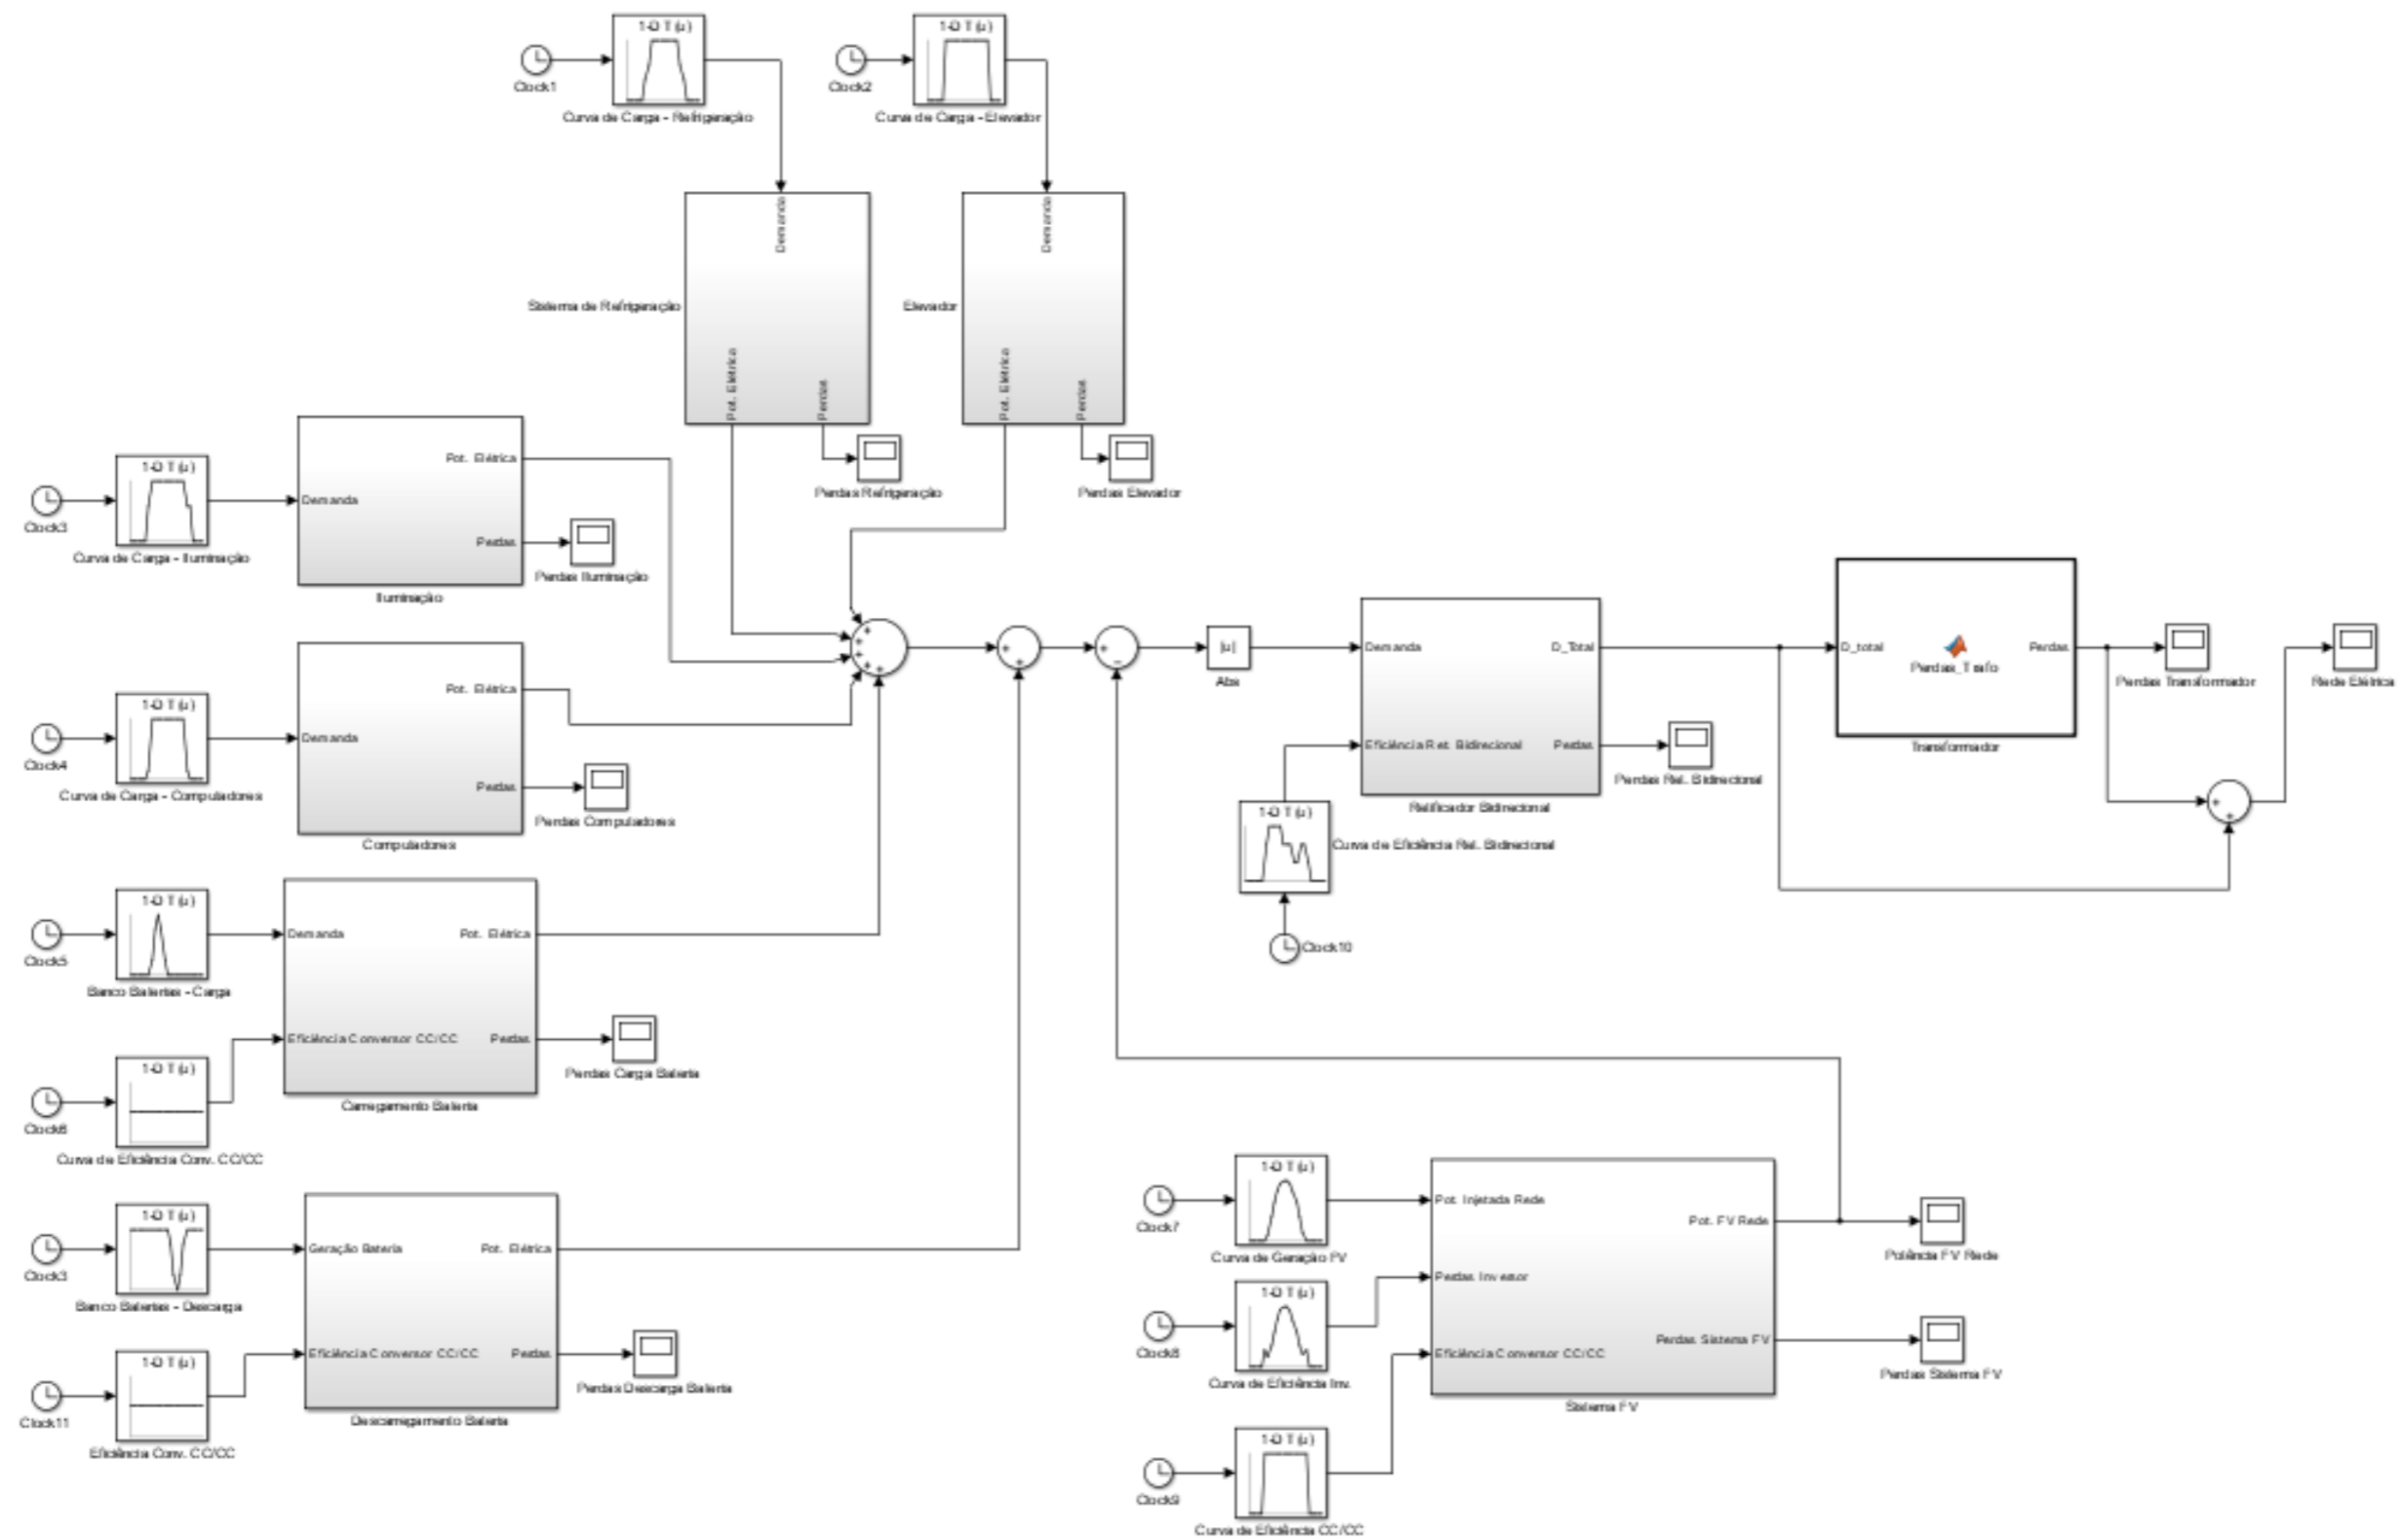 1-D T(u)
Clock1
Curva de Carga - Refrigeração
1-D T(u)
Clock2
Curva de Carga - Elevador
Demanda
Sistema de Refrigeração
Pot. Elétrica
Perdas
Perdas Refrigeração
Demanda
Elevador
Pot. Elétrica
Perdas
Perdas Elevador
1-D T(u)
Clock3
Curva de Carga - Iluminação
Demanda
Pot. Elétrica
Perdas
Perdas Iluminação
Iluminação
1-D T(u)
Clock4
Curva de Carga - Computadores
Demanda
Pot. Elétrica
Perdas
Perdas Computadores
Computadores
1-D T(u)
Clock5
Banco Baterias - Carga
Demanda
Pot. Elétrica
Eficiência Conversor CC/CC
Perdas
Perdas Carga Bateria
Carregamento Bateria
1-D T(u)
Clock6
Curva de Eficiência Conv. CC/CC
1-D T(u)
Clock3
Banco Baterias - Descarga
Geração Bateria
Pot. Elétrica
Eficiência Conversor CC/CC
Perdas
Perdas Descarga Bateria
Descarregamento Bateria
1-D T(u)
Clock11
Eficiência Conv. CC/CC
|u|
Abs
Demanda
D_Total
Eficiência Ret. Bidirecional
Perdas
Perdas Ret. Bidirecional
Retificador Bidirecional
1-D T(u)
Curva de Eficiência Ret. Bidirecional
Clock10
D_total
Perdas_Trafo
Perdas
Transformador
Perdas Transformador
Rede Elétrica
1-D T(u)
Clock7
Curva de Geração FV
1-D T(u)
Clock8
Curva de Eficiência Inv.
1-D T(u)
Clock9
Curva de Eficiência CC/CC
Pot. Injetada Rede
Perdas Inversor
Eficiência Conversor CC/CC
Pot. FV Rede
Perdas Sistema FV
Sistema FV
Potência FV Rede
Perdas Sistema FV